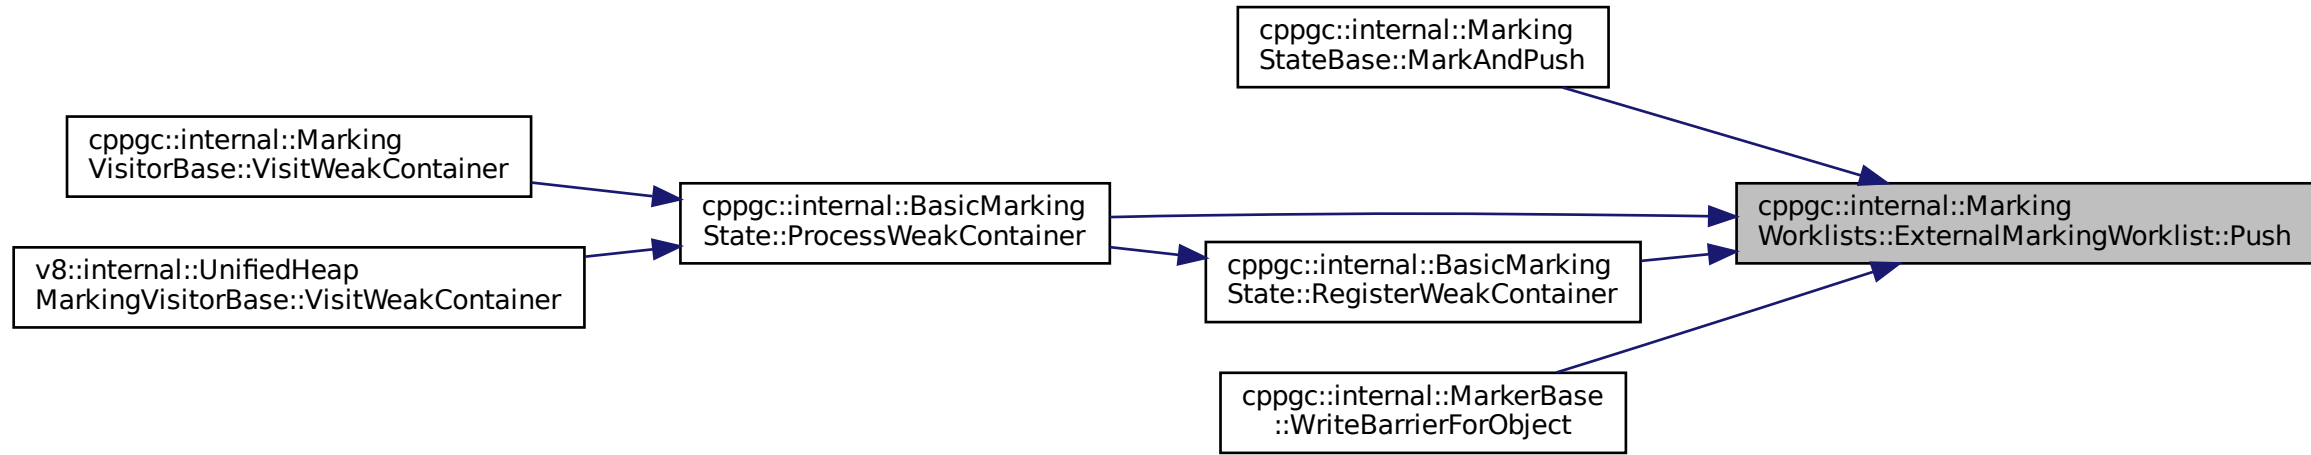 cppgc::internal::Marking
StateBase::MarkAndPush
cppgc::internal::Marking
VisitorBase::VisitWeakContainer
cppgc::internal::BasicMarking
State::ProcessWeakContainer
cppgc::internal::Marking
Worklists::ExternalMarkingWorklist::Push
v8::internal::UnifiedHeap
MarkingVisitorBase::VisitWeakContainer
cppgc::internal::BasicMarking
State::RegisterWeakContainer
cppgc::internal::MarkerBase
::WriteBarrierForObject